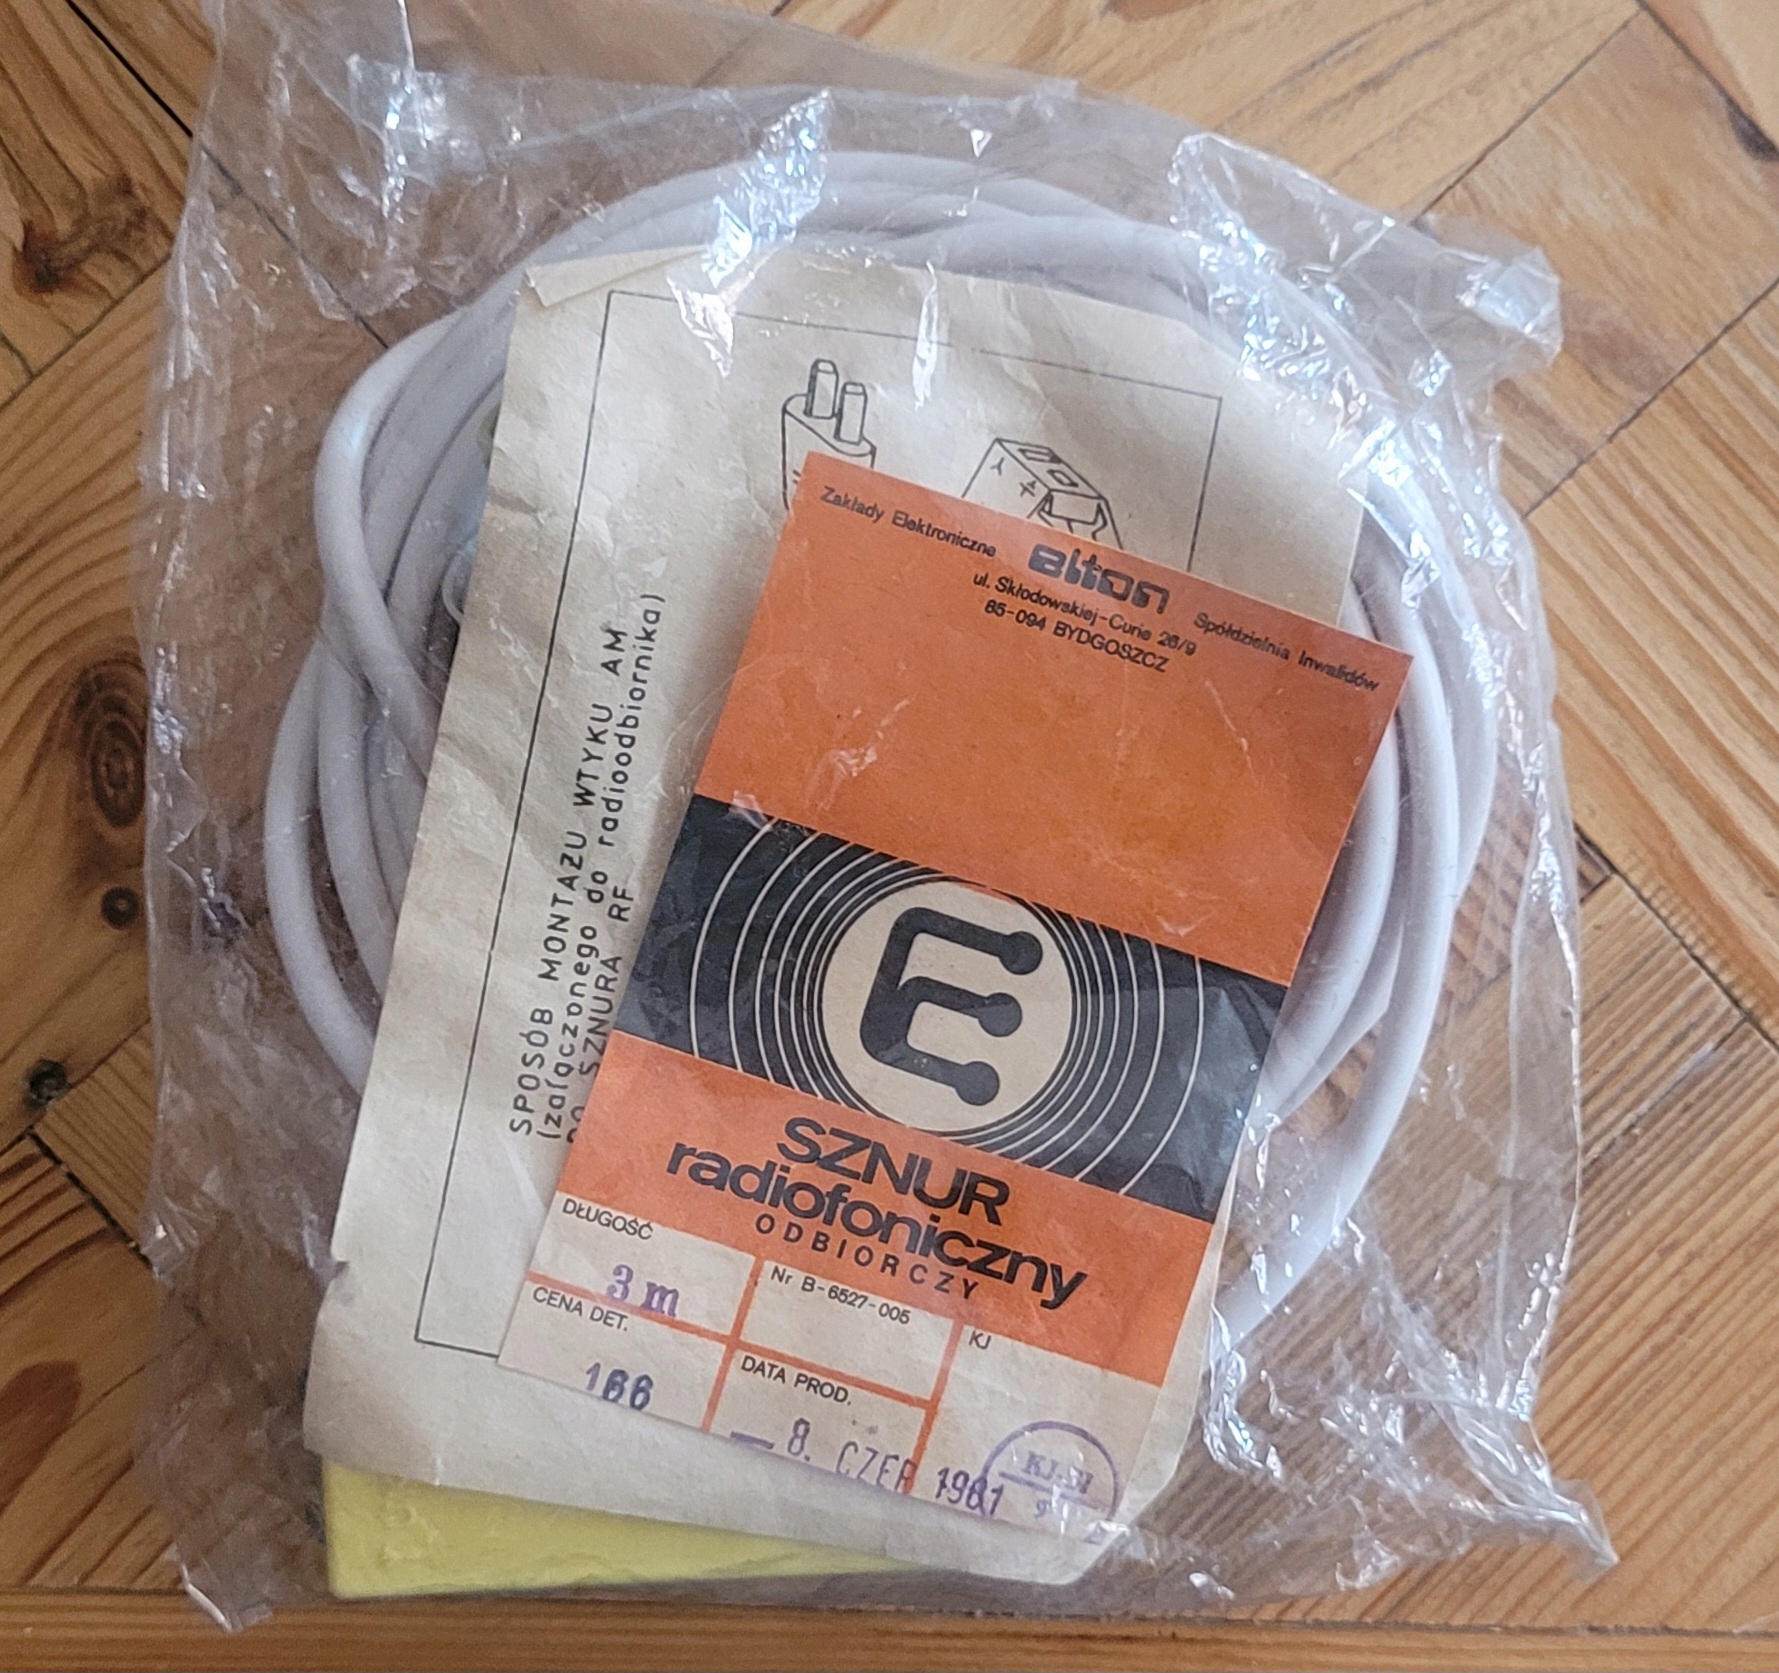 SPOSÓB MONTAŻU WTYKU AM
(załączonego do radioodbiornika)
DO SZNURA RF
Zakłady Elektroniczne elton Spółdzielnia Inwalidów
ul. Skłodowskiej-Curie 26/9
85-094 BYDGOSZCZ
E
SZNUR
radiofoniczny
ODBIORCZY
DŁUGOŚĆ
3 m
Nr B-6527-005
KJ
CENA DET.
166
DATA PROD.
8. CZER 1981